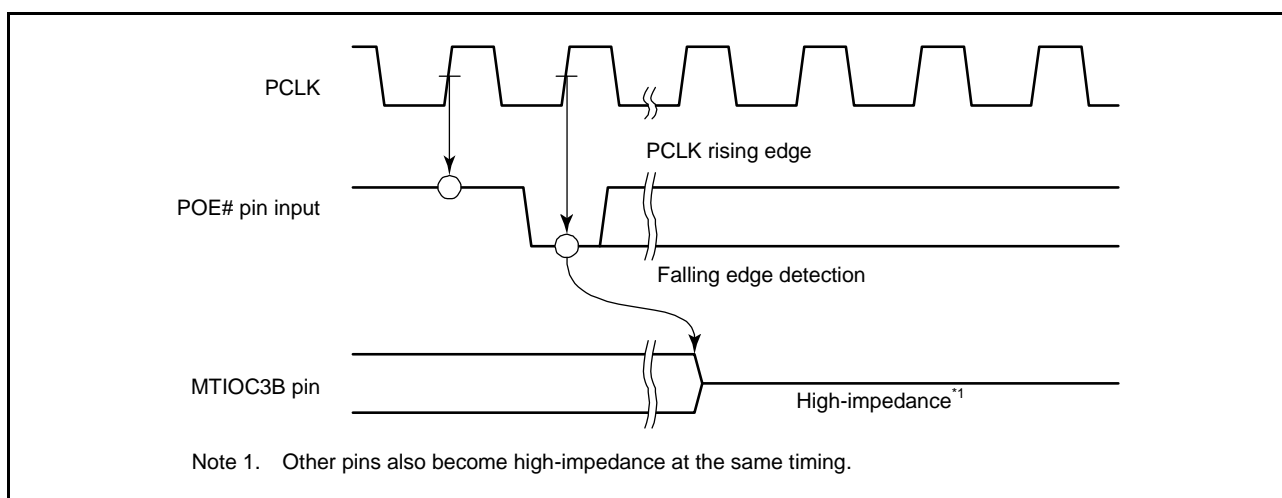 PCLK
PCLK rising edge
POE# pin input
Falling edge detection
MTIOC3B pin
High-impedance*1
Note 1. Other pins also become high-impedance at the same timing.